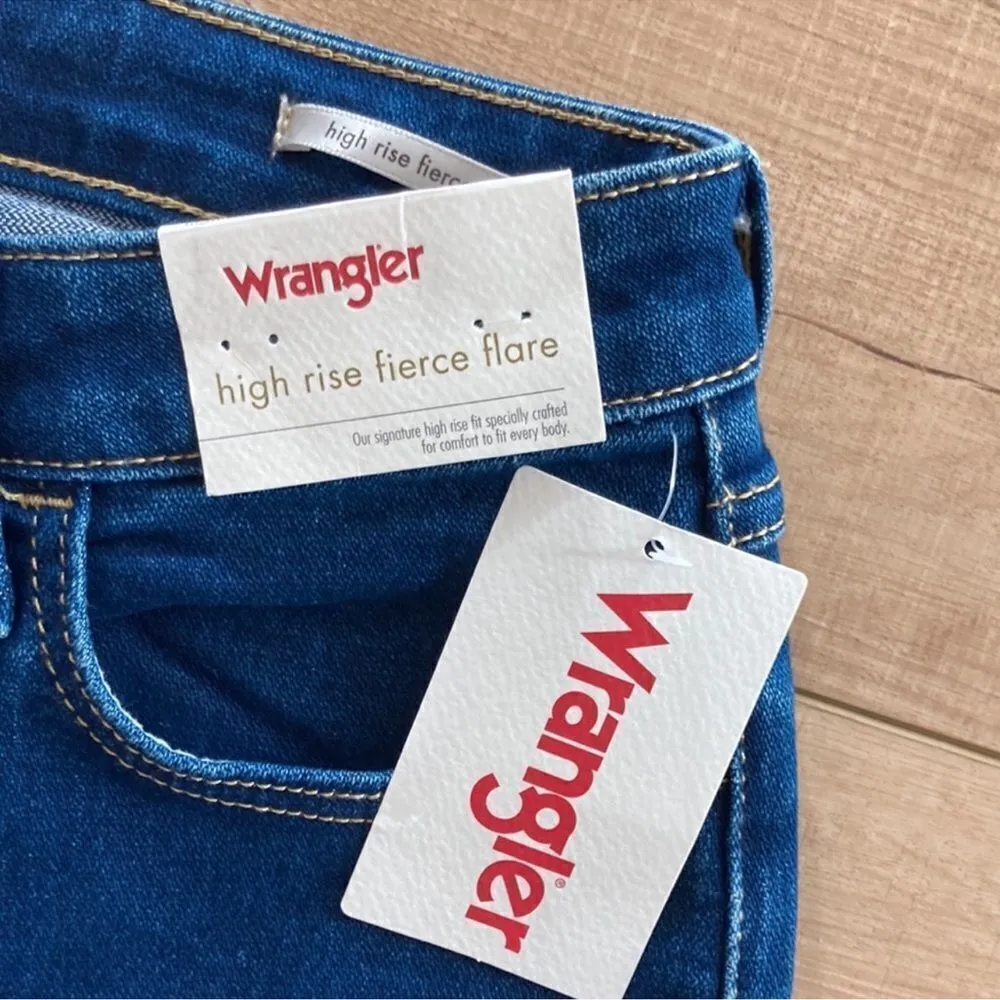 high rise fierc
Wrangler
high rise fierce flare
Our signature high rise fit specially crafted
for comfort to fit every body.
Wrangler®